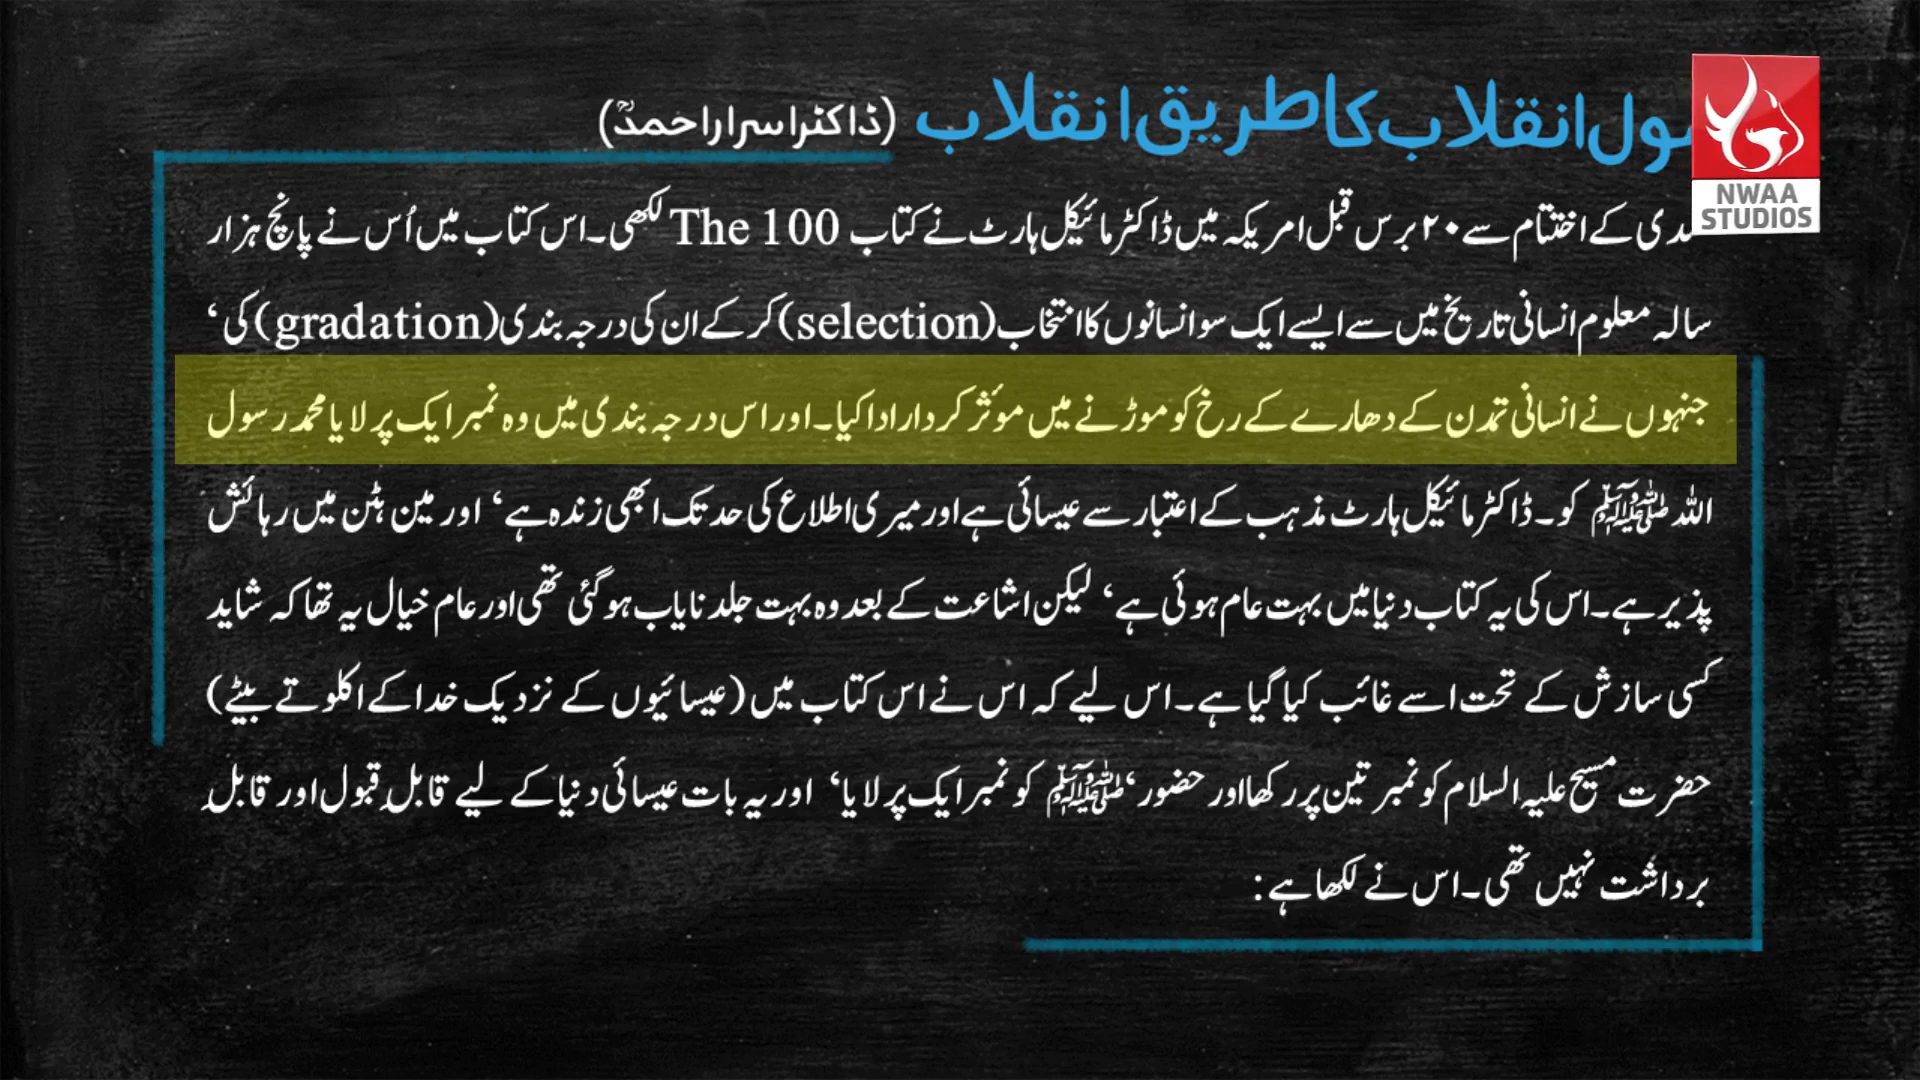 انقلاب کا طریق انقلاب (ڈاکٹر اسرار احمدؒ)
NWAA
STUDIOS
کے اختتام سے ۲۰ برس قبل امریکہ میں ڈاکٹر مائیکل ہارٹ نے کتاب The 100 لکھی۔ اس کتاب میں اُس نے پانچ ہزار
سالہ معلوم انسانی تاریخ میں سے ایسے ایک سو انسانوں کا انتخاب (selection) کر کے ان کی درجہ بندی (gradation) کی‘
جنہوں نے انسانی تمدن کے دھارے کے رخ کو موڑنے میں موئثر کردار ادا کیا۔ اور اس درجہ بندی میں وہ نمبر ایک پر لایا محمد رسول
اللہ ﷺ کو۔ ڈاکٹر مائیکل ہارٹ مذہب کے اعتبار سے عیسائی ہے اور میری اطلاع کی حد تک ابھی زندہ ہے‘ اور مین ہٹن میں رہائش
پذیر ہے۔ اس کی یہ کتاب دنیا میں بہت عام ہوئی ہے‘ لیکن اشاعت کے بعد وہ بہت جلد نایاب ہو گئی تھی اور عام خیال یہ تھا کہ شاید
کسی سازش کے تحت اسے غائب کیا گیا ہے۔ اس لیے کہ اس نے اس کتاب میں (عیسائیوں کے نزدیک خدا کے اکلوتے بیٹے)
حضرت مسیح علیہ السلام کو نمبر تین پر رکھا اور حضور‘ ﷺ کو نمبر ایک پر لایا‘ اور یہ بات عیسائی دنیا کے لیے قابلِ قبول اور قابلِ
برداشت نہیں تھی۔ اس نے لکھا ہے: